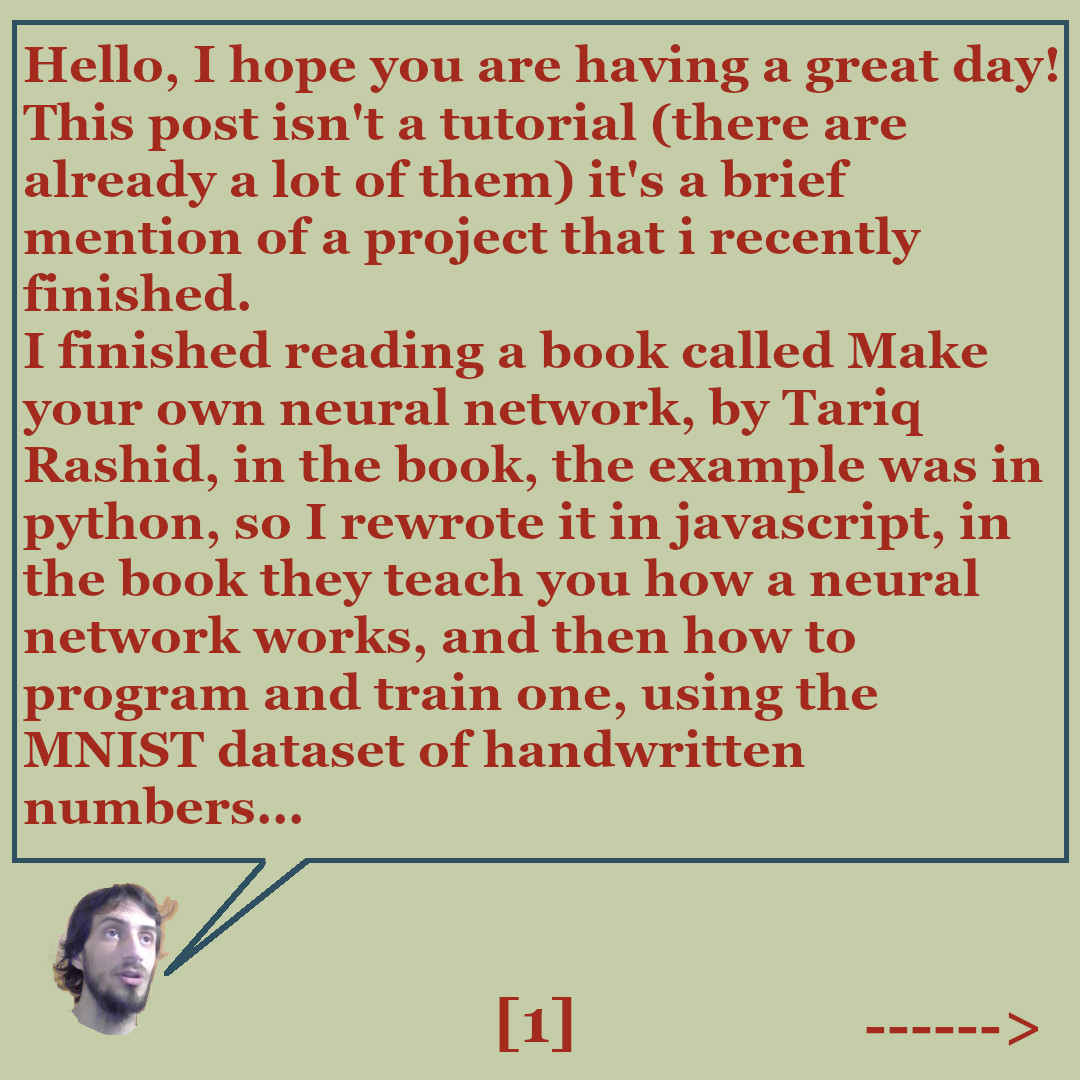 Hello, I hope you are having a great day!
This post isn't a tutorial (there are
already a lot of them) it's a brief
mention of a project that i recently
finished.
I finished reading a book called Make
your own neural network, by Tariq
Rashid, in the book, the example was in
python, so I rewrote it in javascript, in
the book they teach you how a neural
network works, and then how to
program and train one, using the
MNIST dataset of handwritten
numbers...
[1]
------>